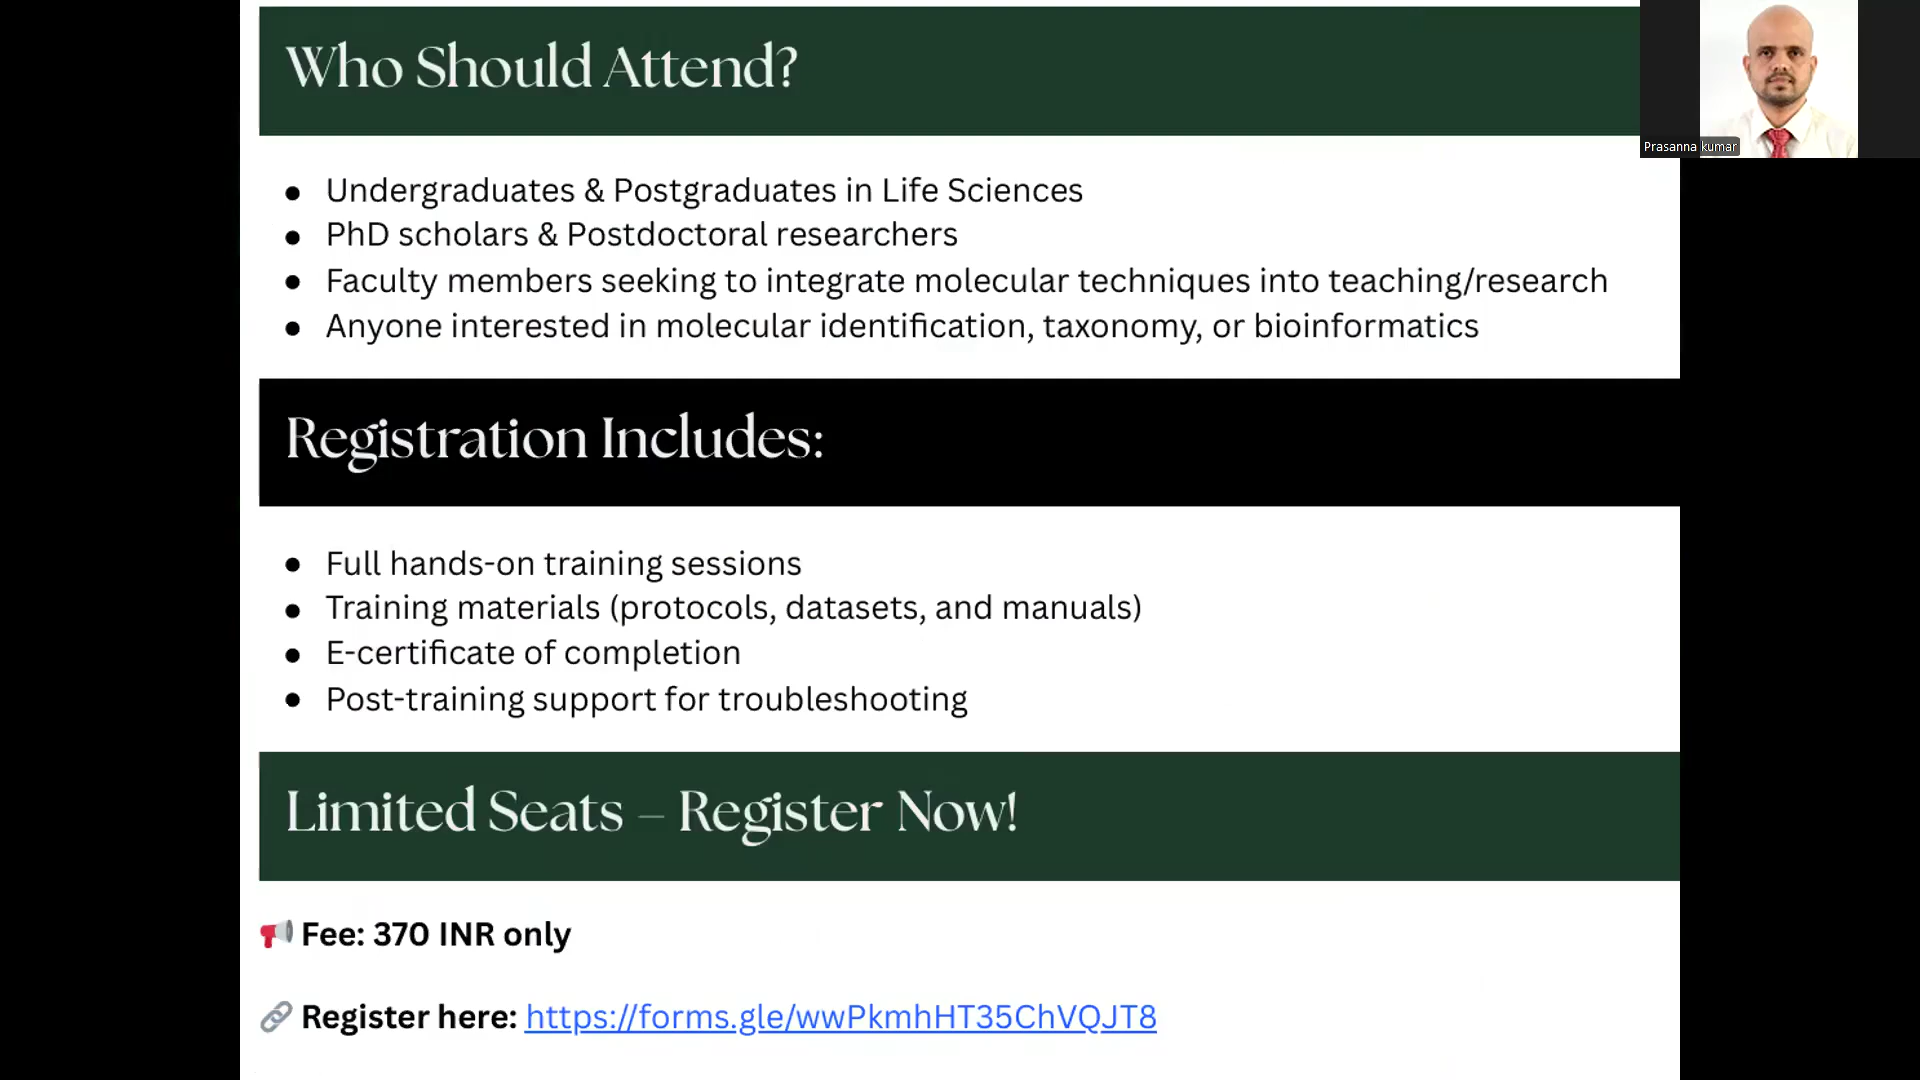 Who Should Attend?
Prasanna kumar
● Undergraduates & Postgraduates in Life Sciences
● PhD scholars & Postdoctoral researchers
● Faculty members seeking to integrate molecular techniques into teaching/research
● Anyone interested in molecular identification, taxonomy, or bioinformatics
Registration Includes:
● Full hands-on training sessions
● Training materials (protocols, datasets, and manuals)
● E-certificate of completion
● Post-training support for troubleshooting
Limited Seats – Register Now!
📢 Fee: 370 INR only
🔗 Register here: https://forms.gle/wwPkmhHT35ChVQJT8